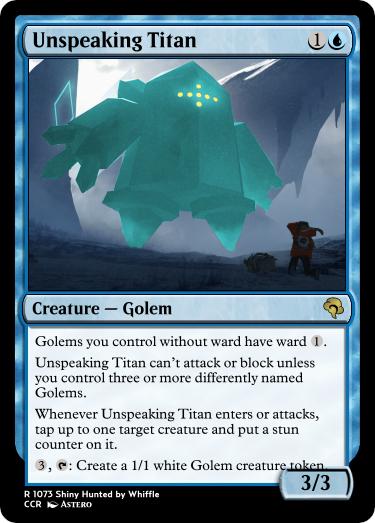 Unspeaking Titan 1
Creature — Golem
Golems you control without ward have ward 1.
Unspeaking Titan can't attack or block unless
you control three or more differently named
Golems.
Whenever Unspeaking Titan enters or attacks,
tap up to one target creature and put a stun
counter on it.
3, : Create a 1/1 white Golem creature token.
3/3
R 1073 Shiny Hunted by Whiffle
CCR ASTERO